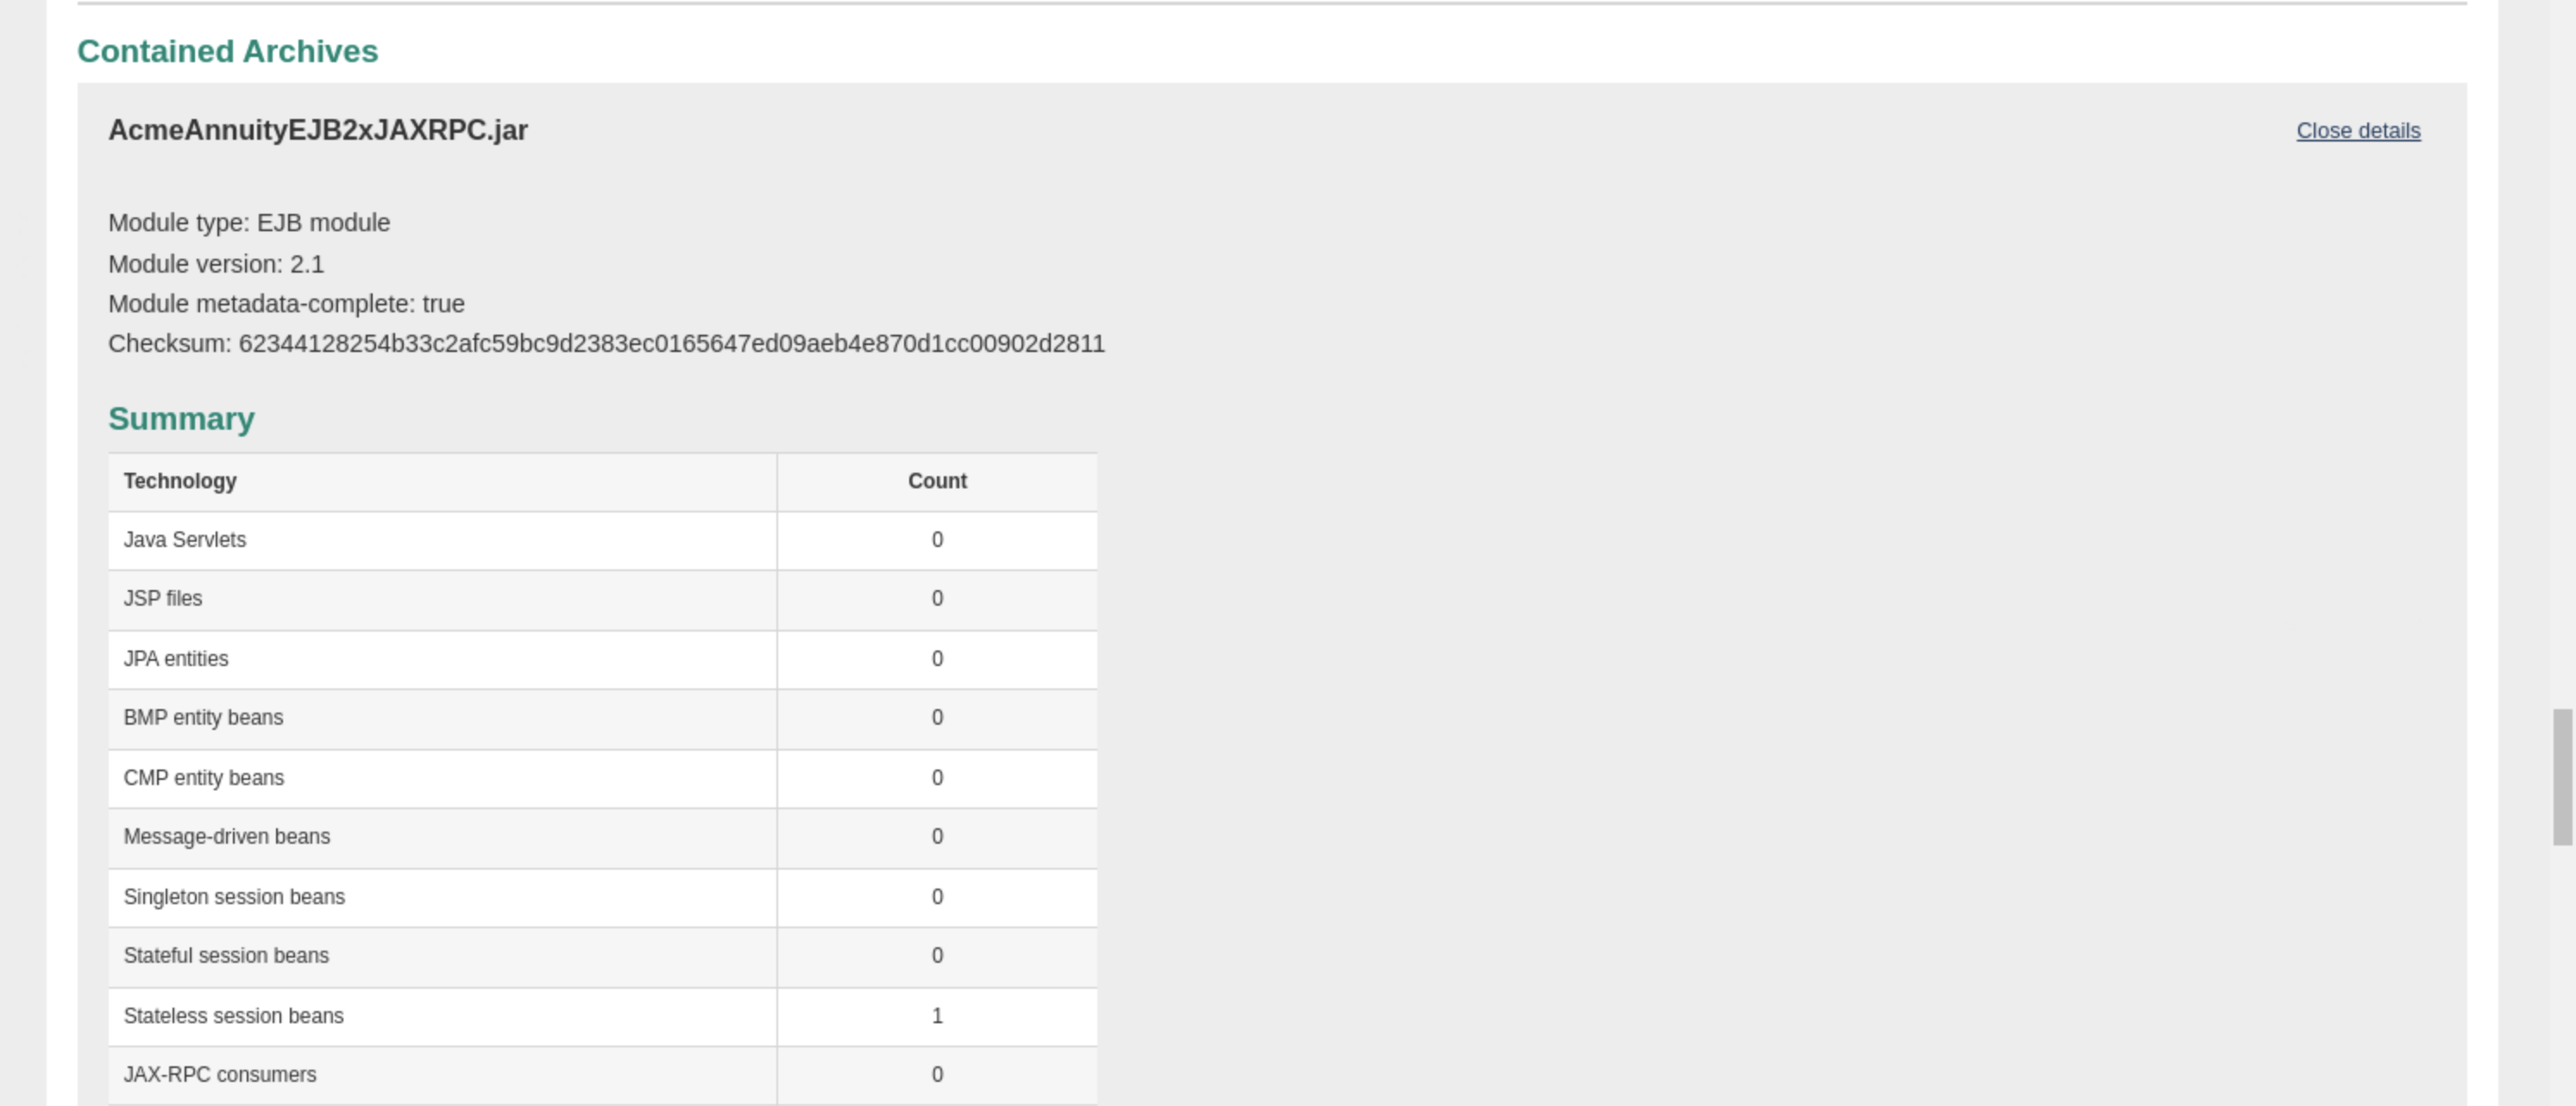 Contained Archives
AcmeAnnuityEJB2xJAXRPC.jar
Close details
Module type: EJB module
Module version: 2.1
Module metadata-complete: true
Checksum: 62344128254b33c2afc59bc9d2383ec0165647ed09aeb4e870d1cc00902d2811
Summary
Technology Count
Java Servlets 0
JSP files 0
JPA entities 0
BMP entity beans 0
CMP entity beans 0
Message-driven beans 0
Singleton session beans 0
Stateful session beans 0
Stateless session beans 1
JAX-RPC consumers 0